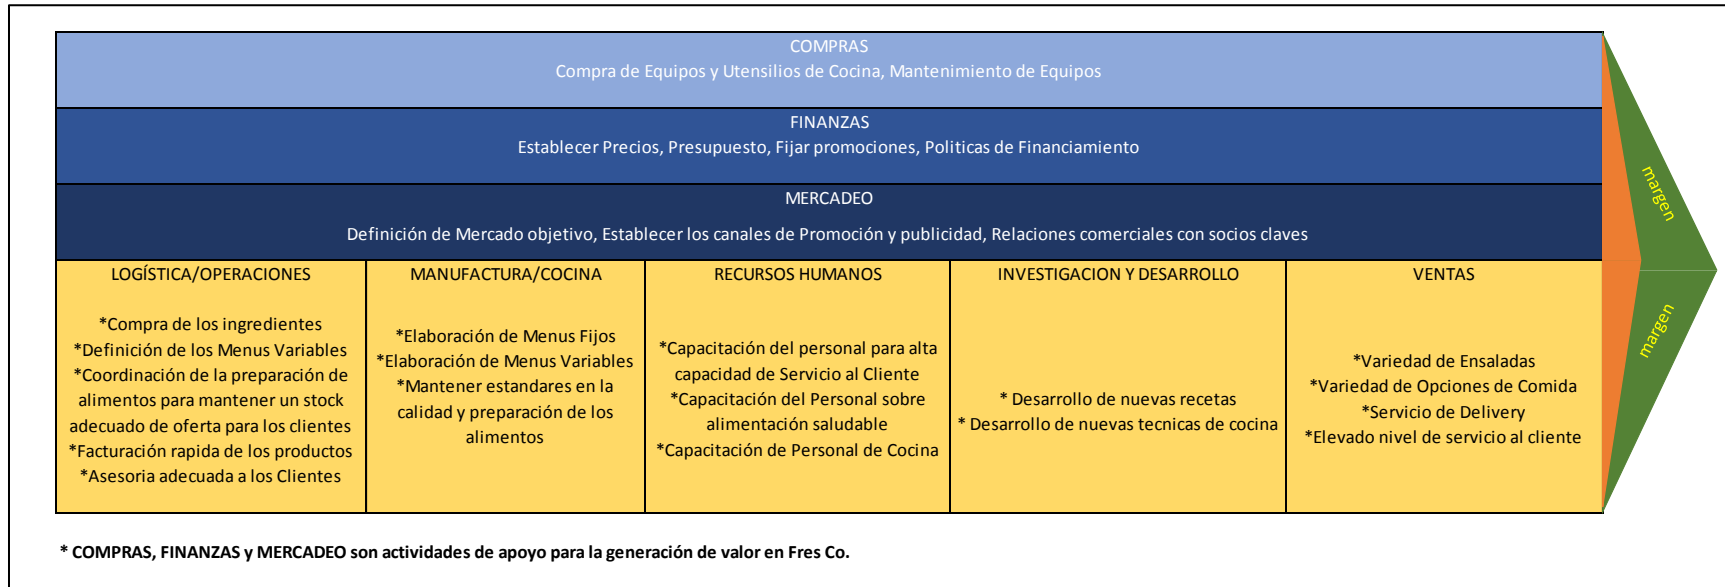 COMPRAS
Compra de Equipos y Utensilios de Cocina, Mantenimiento de Equipos
FINANZAS
Establecer Precios, Presupuesto, Fijar promociones, Politicas de Financiamiento
MERCADEO
Definición de Mercado objetivo, Establecer los canales de Promoción y publicidad, Relaciones comerciales con socios claves
margen
margen
LOGÍSTICA/OPERACIONES
*Compra de los ingredientes
*Definición de los Menus Variables
*Coordinación de la preparación de
alimentos para mantener un stock
adecuado de oferta para los clientes
*Facturación rapida de los productos
*Asesoria adecuada a los Clientes
MANUFACTURA/COCINA
*Elaboración de Menus Fijos
*Elaboración de Menus Variables
*Mantener estandares en la
calidad y preparación de los
alimentos
RECURSOS HUMANOS
*Capacitación del personal para alta
capacidad de Servicio al Cliente
*Capacitación del Personal sobre
alimentación saludable
*Capacitación de Personal de Cocina
INVESTIGACION Y DESARROLLO
* Desarrollo de nuevas recetas
* Desarrollo de nuevas tecnicas de cocina
VENTAS
*Variedad de Ensaladas
*Variedad de Opciones de Comida
*Servicio de Delivery
*Elevado nivel de servicio al cliente
* COMPRAS, FINANZAS y MERCADEO son actividades de apoyo para la generación de valor en Fres Co.